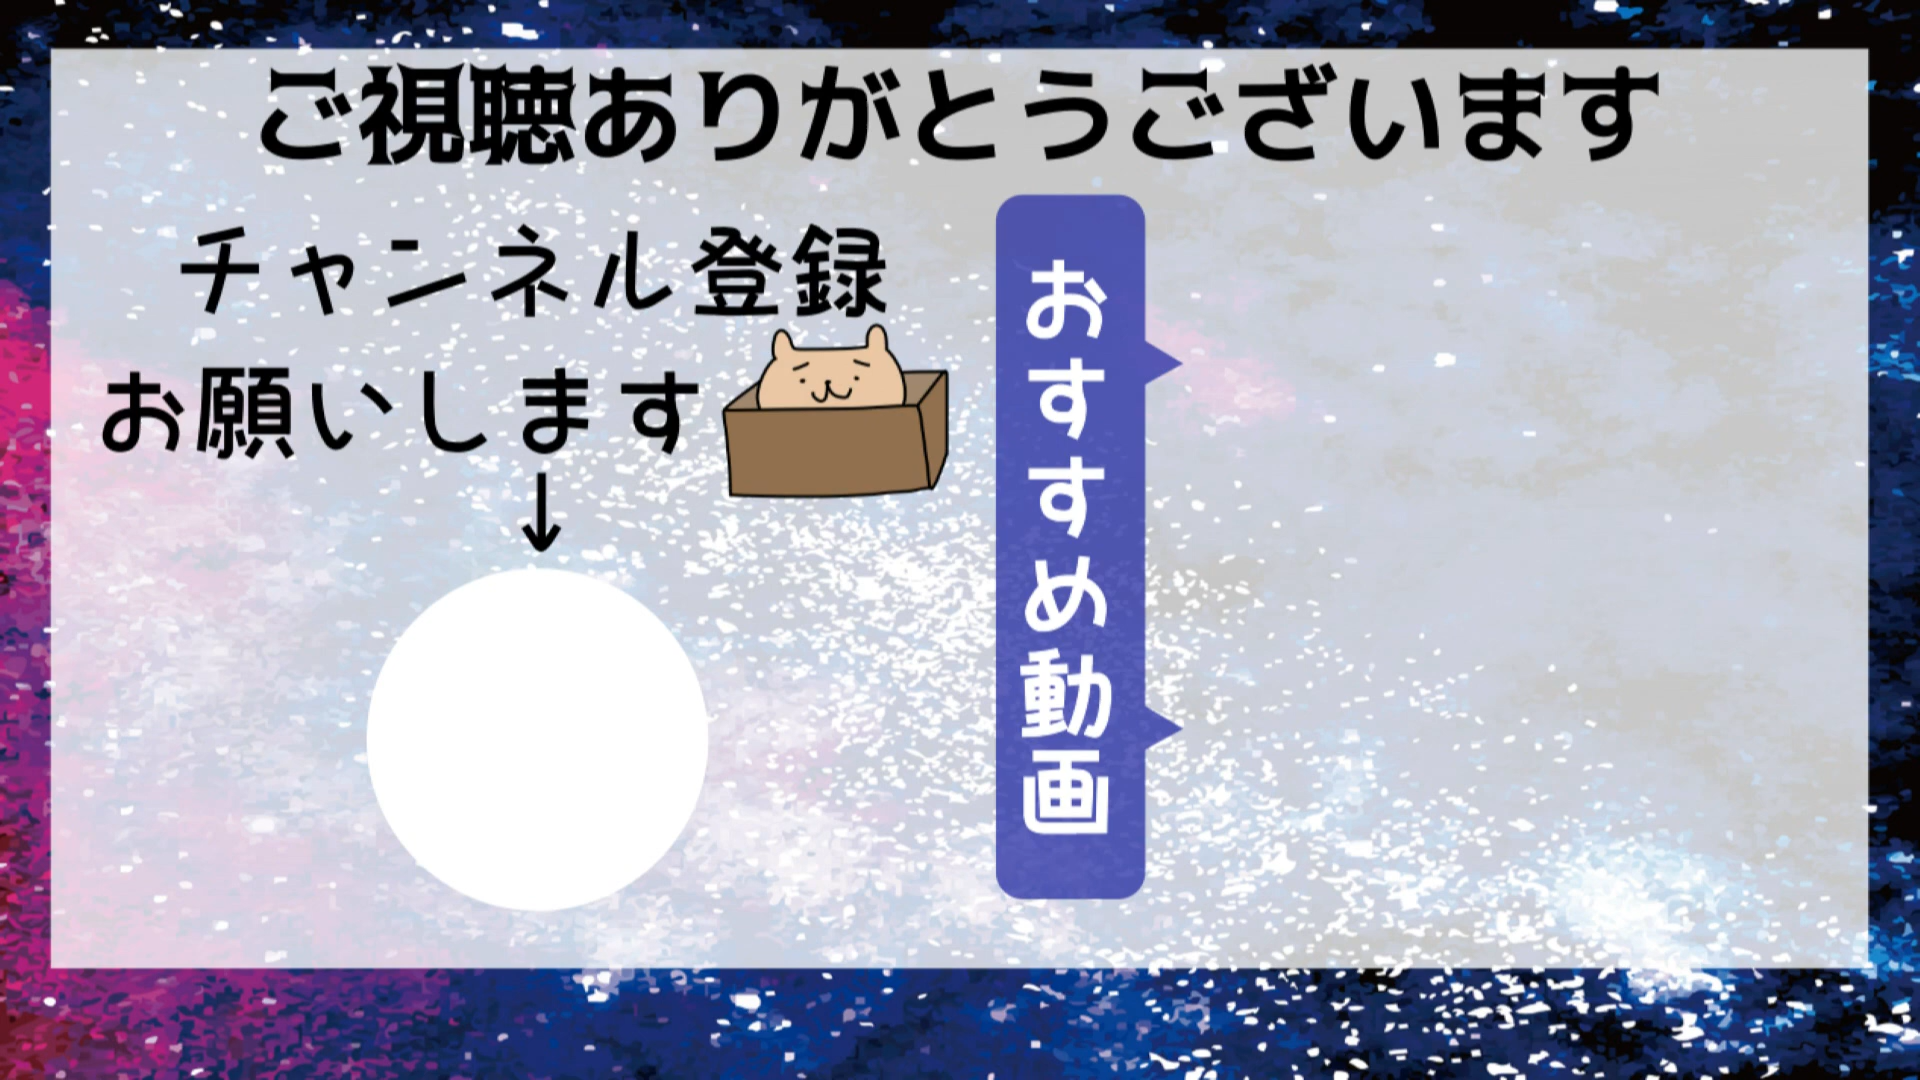 ご視聴ありがとうございます
チャンネル登録
お願いします
↓
おすすめ動画